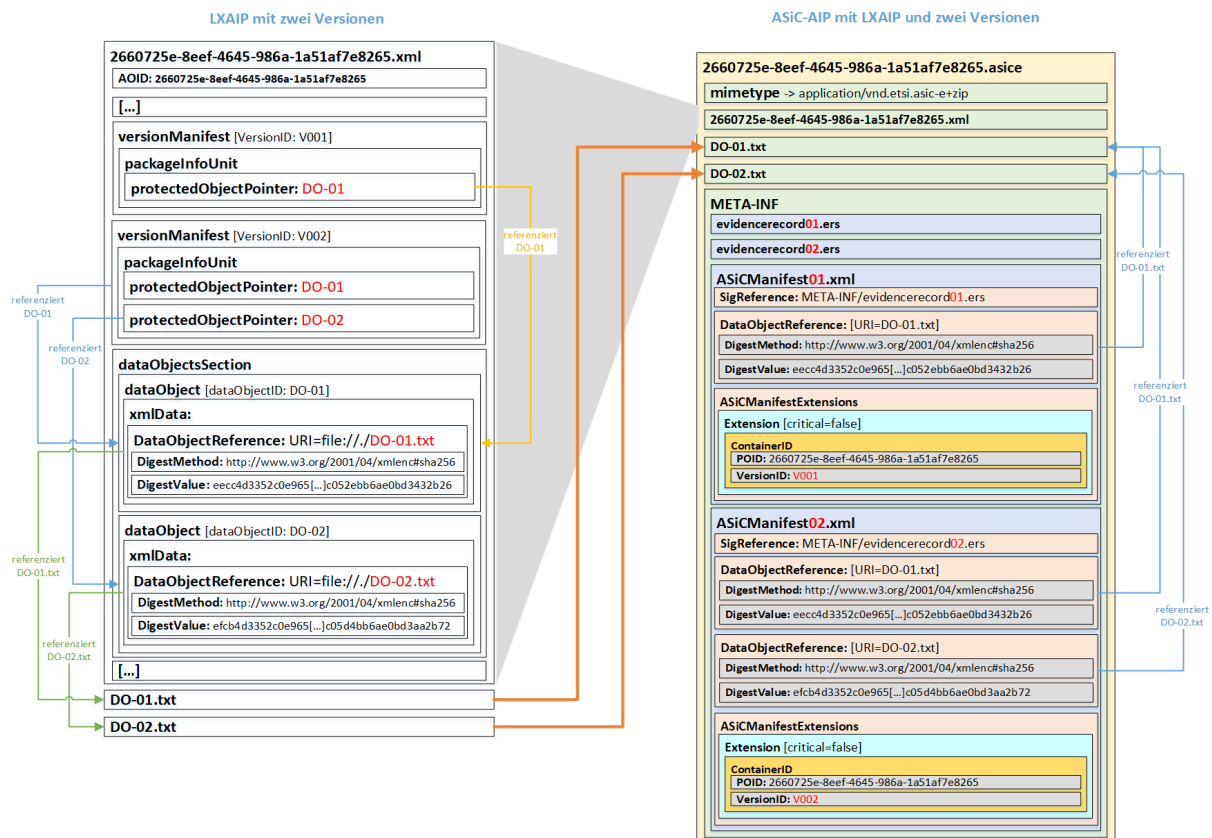 LXAIP mit zwei Versionen
2660725e-8eef-4645-986a-1a51af7e8265.xml
AOID: 2660725e-8eef-4645-986a-1a51af7e8265
[...]
versionManifest [VersionID: V001]
packageInfoUnit
protectedObjectPointer: DO-01
versionManifest [VersionID: V002]
packageInfoUnit
protectedObjectPointer: DO-01
protectedObjectPointer: DO-02
dataObjectsSection
dataObject [dataObjectID: DO-01]
xmlData:
DataObjectReference: URI=file://./DO-01.txt
DigestMethod: http://www.w3.org/2001/04/xmlenc#sha256
DigestValue: eecc4d3352c0e965[...]c052ebb6ae0bd3432b26
dataObject [dataObjectID: DO-02]
xmlData:
DataObjectReference: URI=file://./DO-02.txt
DigestMethod: http://www.w3.org/2001/04/xmlenc#sha256
DigestValue: efcb4d3352c0e965[...]c05d4bb6ae0bd3aa2b72
[...]
DO-01.txt
DO-02.txt
referenziert
DO-01
referenziert
DO-02
referenziert
DO-01.txt
referenziert
DO-02.txt
referenziert
DO-01
ASiC-AIP mit LXAIP und zwei Versionen
2660725e-8eef-4645-986a-1a51af7e8265.asice
mimetype -> application/vnd.etsi.asic-e+zip
2660725e-8eef-4645-986a-1a51af7e8265.xml
DO-01.txt
DO-02.txt
META-INF
evidencerecord01.ers
evidencerecord02.ers
ASiCManifest01.xml
SigReference: META-INF/evidencerecord01.ers
DataObjectReference: [URI=DO-01.txt]
DigestMethod: http://www.w3.org/2001/04/xmlenc#sha256
DigestValue: eecc4d3352c0e965[...]c052ebb6ae0bd3432b26
ASiCManifestExtensions
Extension [critical=false]
ContainerID
POID: 2660725e-8eef-4645-986a-1a51af7e8265
VersionID: V001
ASiCManifest02.xml
SigReference: META-INF/evidencerecord02.ers
DataObjectReference: [URI=DO-01.txt]
DigestMethod: http://www.w3.org/2001/04/xmlenc#sha256
DigestValue: eecc4d3352c0e965[...]c052ebb6ae0bd3432b26
DataObjectReference: [URI=DO-02.txt]
DigestMethod: http://www.w3.org/2001/04/xmlenc#sha256
DigestValue: efcb4d3352c0e965[...]c05d4bb6ae0bd3aa2b72
ASiCManifestExtensions
Extension [critical=false]
ContainerID
POID: 2660725e-8eef-4645-986a-1a51af7e8265
VersionID: V002
referenziert
DO-01.txt
referenziert
DO-01.txt
referenziert
DO-02.txt